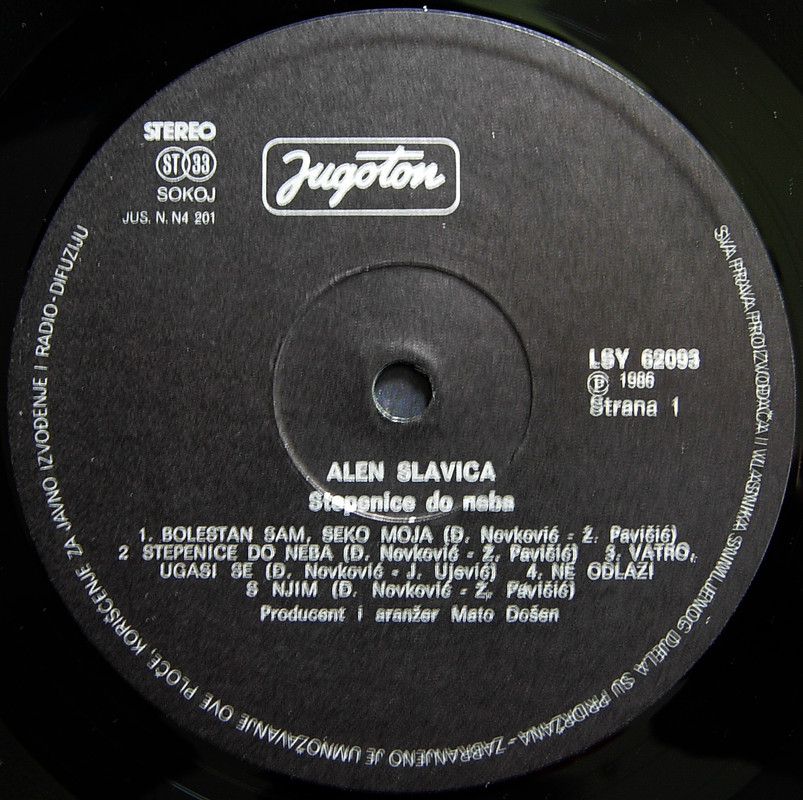 STEREO
ST 33
SOKOJ
JUS. N. N4 201
Jugoton
LSY 62093
Ⓟ 1986
Strana 1
ALEN SLAVICA
Stepenice do neba
1. BOLESTAN SAM, SEKO MOJA (Đ. Novković - Ž. Pavičić)
2 STEPENICE DO NEBA (Đ. Novković - Ž. Pavičić) 3. VATRO,
UGASI SE (Đ. Novković - J. Ujević) 4. NE ODLAZI
S NJIM (Đ. Novković - Ž. Pavičić)
Producent i aranžer Mato Došen
SVA PRAVA PROIZVOĐAČA I VLASNIKA SNIMLJENOG DJELA SU PRIDRŽANA - ZABRANJENO JE UMNOŽAVANJE OVE PLOČE, KORIŠĆENJE ZA JAVNO IZVOĐENJE I RADIO-DIFUZIJU